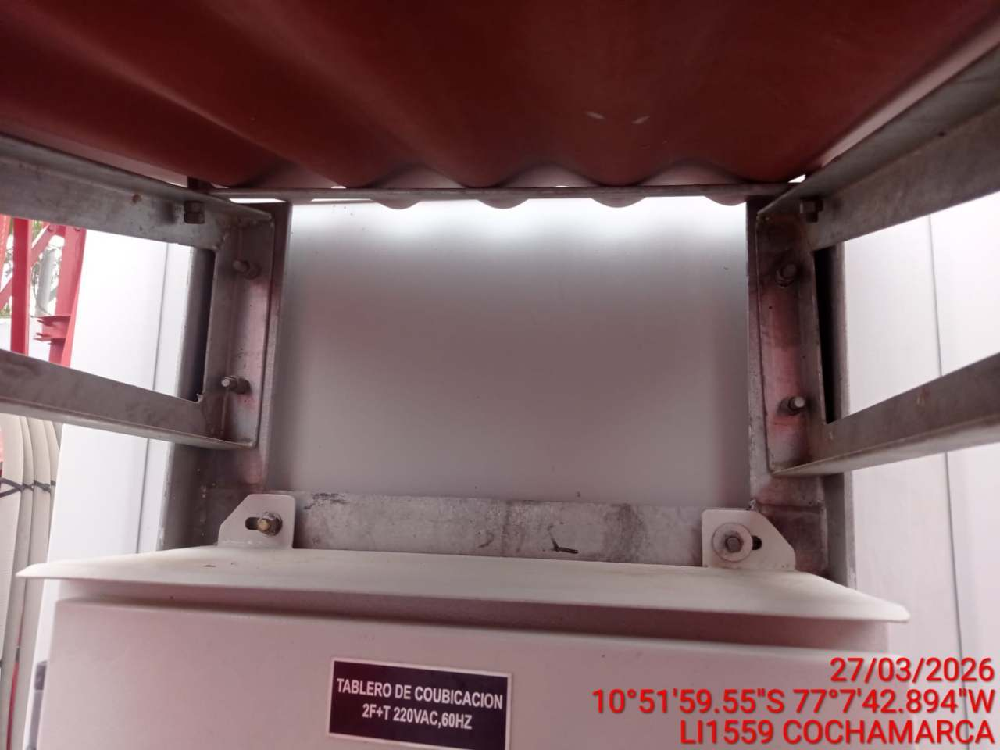 TABLERO DE COUBICACION
2F+T 220VAC,60HZ
27/03/2026
10°51'59.55"S 77°7'42.894"W
LI1559 COCHAMARCA